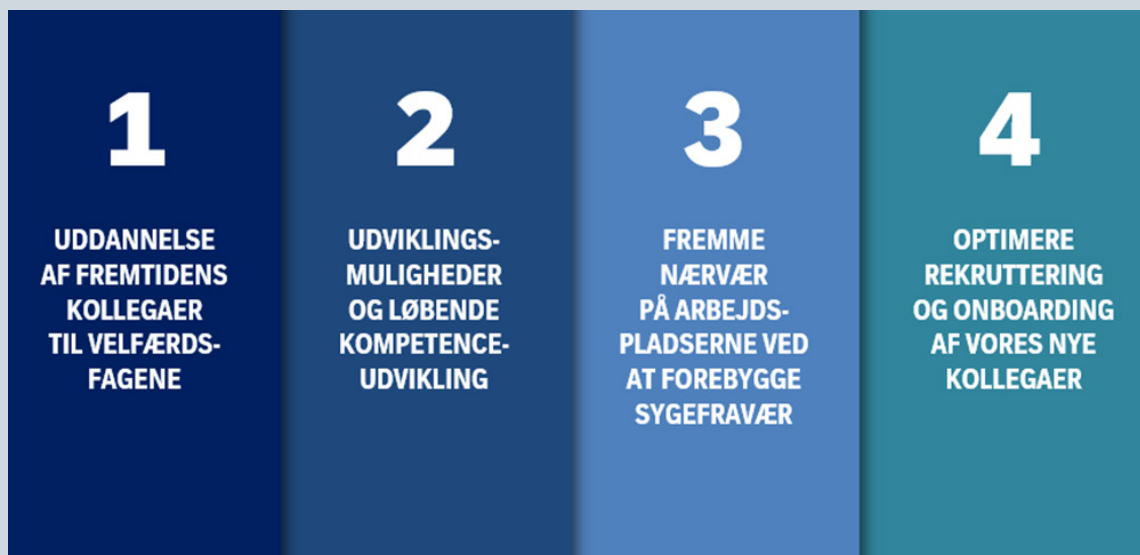 1
UDDANNELSE
AF FREMTIDENS
KOLLEGAER
TIL VELFÆRDS-
FAGENE
2
UDVIKLINGS-
MULIGHEDER
OG LØBENDE
KOMPETENCE-
UDVIKLING
3
FREMME
NÆRVÆR
PÅ ARBEJDS-
PLADSERNE VED
AT FOREBYGGE
SYGEFRAVÆR
4
OPTIMERE
REKRUTTERING
OG ONBOARDING
AF VORES NYE
KOLLEGAER